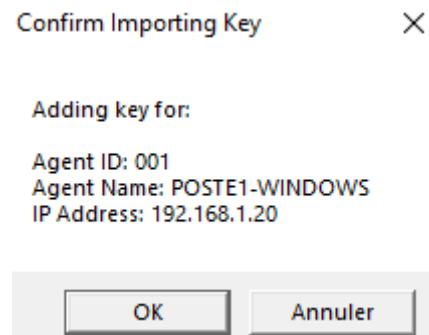 Confirm Importing Key
Adding key for:
Agent ID: 001
Agent Name: POSTE1-WINDOWS
IP Address: 192.168.1.20
OK
Annuler